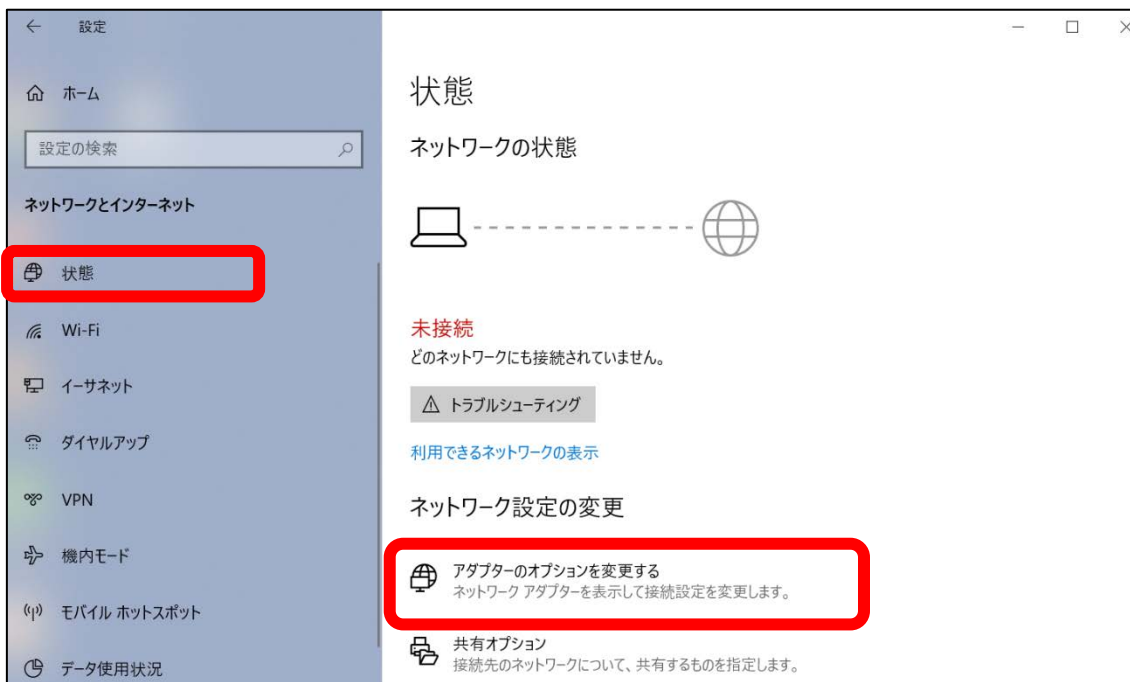 設定
ホーム
設定の検索
ネットワークとインターネット
状態
Wi-Fi
イーサネット
ダイヤルアップ
VPN
機内モード
モバイル ホットスポット
データ使用状況
状態
ネットワークの状態
未接続
どのネットワークにも接続されていません。
トラブルシューティング
利用できるネットワークの表示
ネットワーク設定の変更
アダプターのオプションを変更する
ネットワーク アダプターを表示して接続設定を変更します。
共有オプション
接続先のネットワークについて、共有するものを指定します。